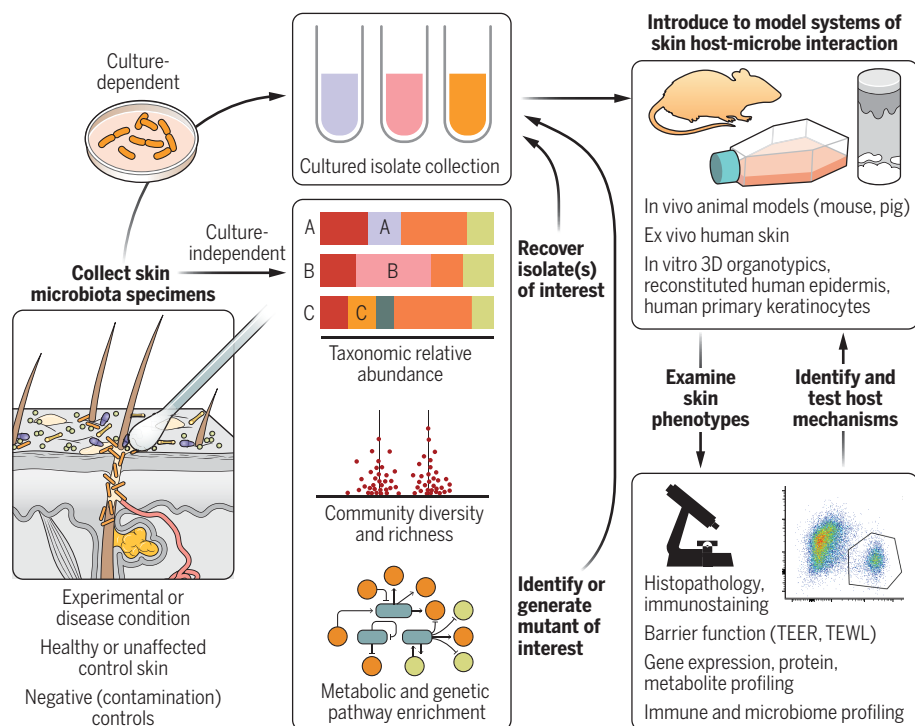 Culture-
dependent
Collect skin
microbiota specimens
Experimental or
disease condition
Healthy or unaffected
control skin
Negative (contamination)
controls
Culture-
independent
Cultured isolate collection
A
A
B
B
C
C
Taxonomic relative
abundance
Community diversity
and richness
Metabolic and genetic
pathway enrichment
Recover
isolate(s)
of interest
Identify or
generate
mutant of
interest
Introduce to model systems of
skin host-microbe interaction
In vivo animal models (mouse, pig)
Ex vivo human skin
In vitro 3D organotypics,
reconstituted human epidermis,
human primary keratinocytes
Examine
skin
phenotypes
Identify and
test host
mechanisms
Histopathology,
immunostaining
Barrier function (TEER, TEWL)
Gene expression, protein,
metabolite profiling
Immune and microbiome profiling